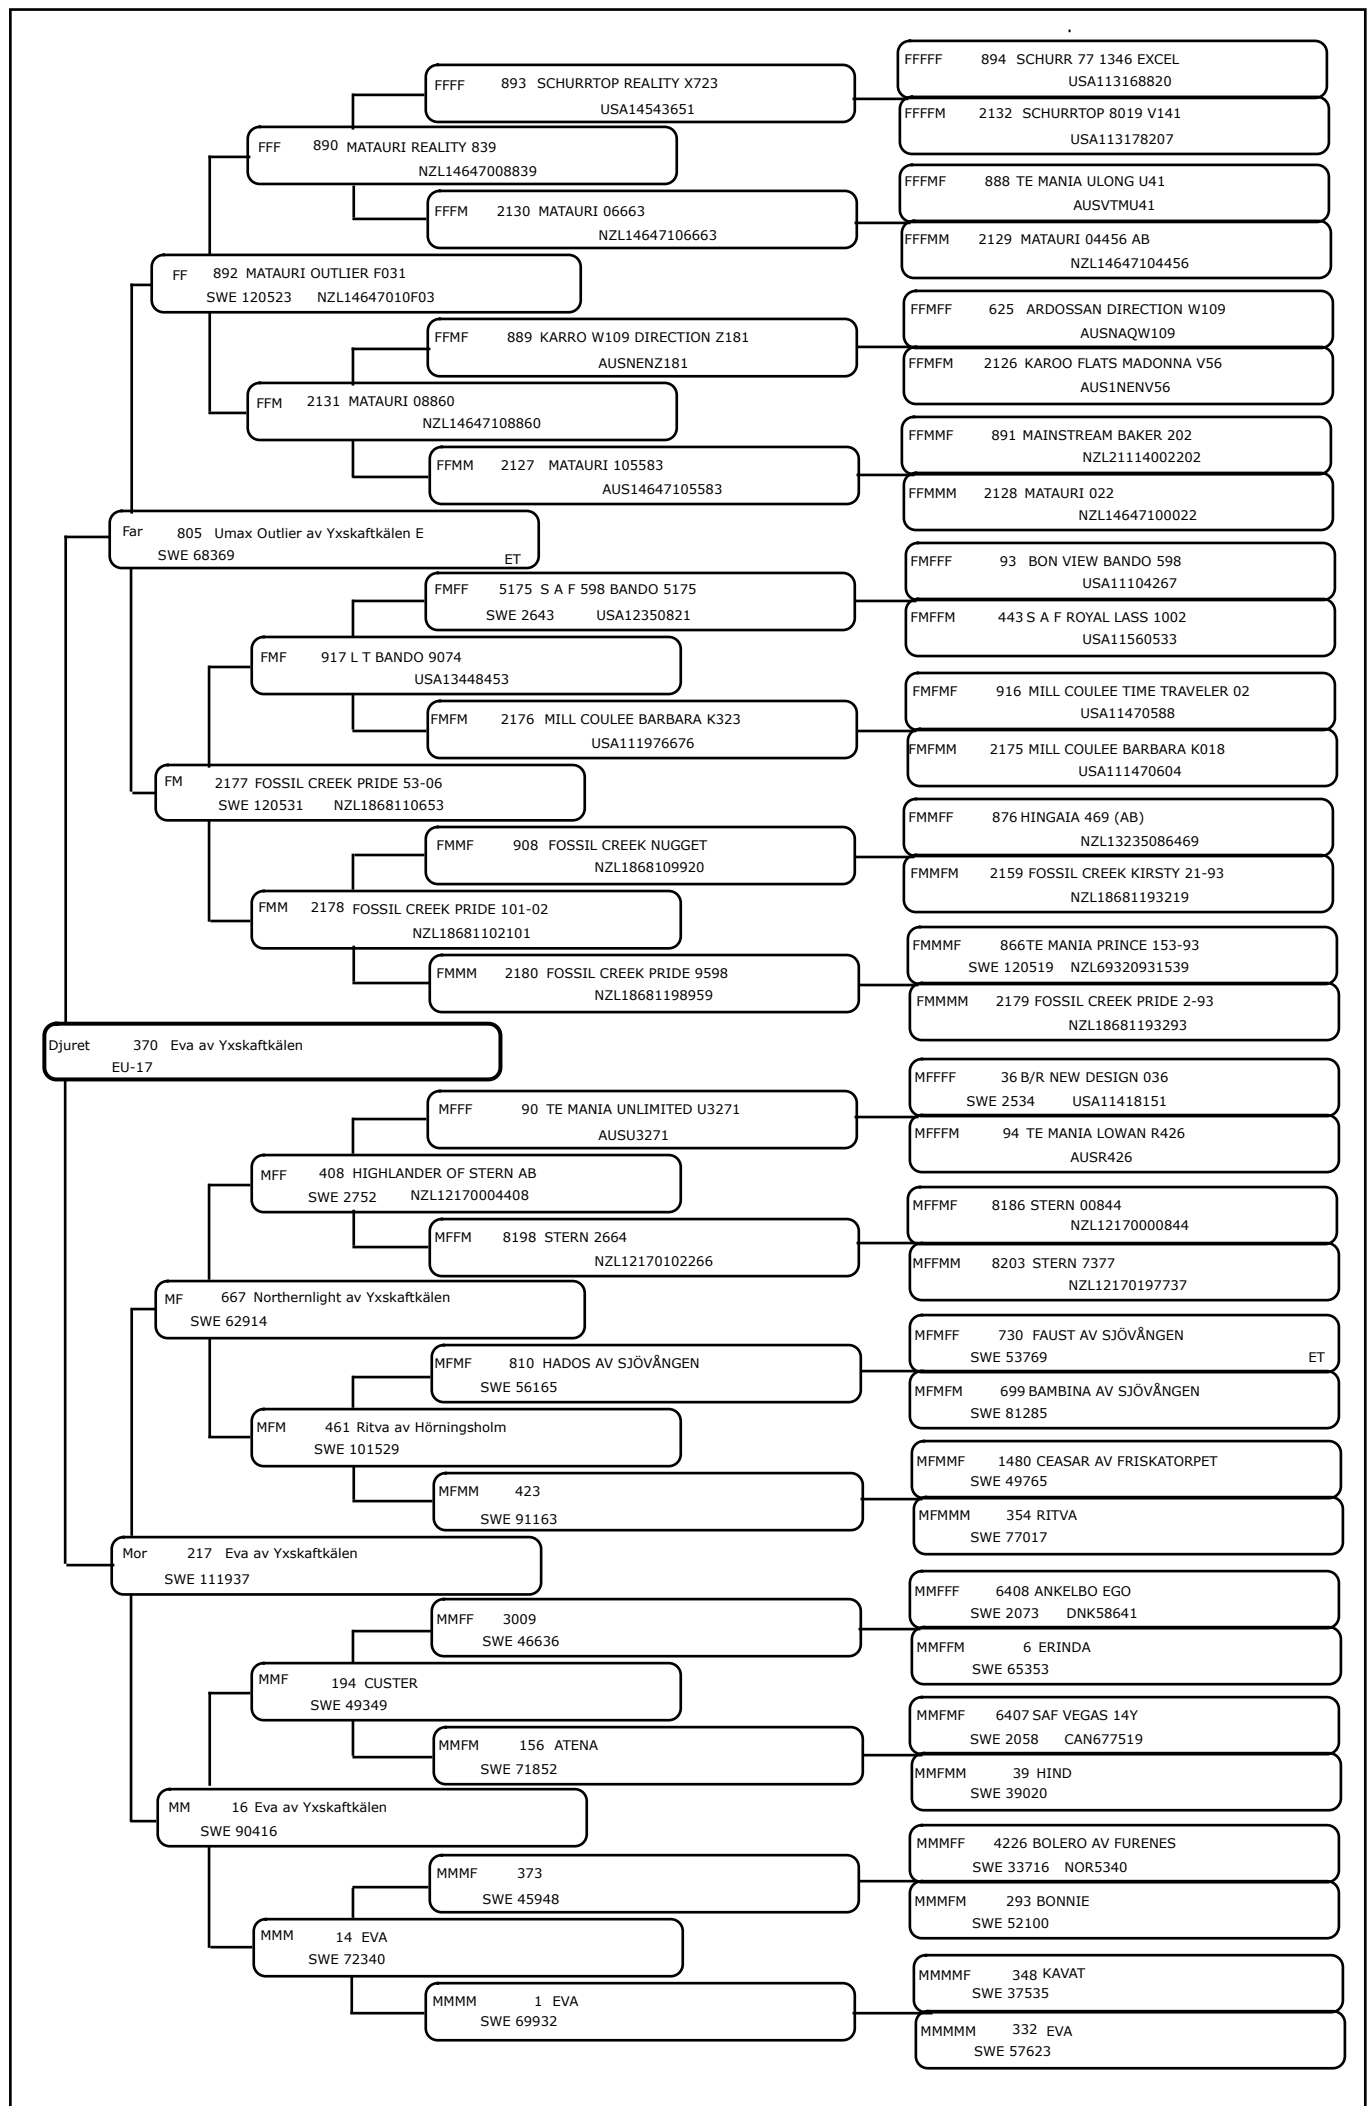 FFFFF 894 SCHURR 77 1346 EXCEL
USA113168820
FFFF 893 SCHURRTOP REALITY X723
USA14543651
FFFFM 2132 SCHURRTOP 8019 V141
USA113178207
FFF 890 MATAURI REALITY 839
NZL14647008839
FFFMF 888 TE MANIA ULONG U41
AUSVTMU41
FFFM 2130 MATAURI 06663
NZL14647106663
FFFMM 2129 MATAURI 04456 AB
NZL14647104456
FF 892 MATAURI OUTLIER F031
SWE 120523 NZL14647010F03
FFMFF 625 ARDOSSAN DIRECTION W109
AUSNAQW109
FFMF 889 KARRO W109 DIRECTION Z181
AUSNENZ181
FFMFM 2126 KAROO FLATS MADONNA V56
AUS1NENV56
FFM 2131 MATAURI 08860
NZL14647108860
FFMMF 891 MAINSTREAM BAKER 202
NZL21114002202
FFMM 2127 MATAURI 105583
AUS14647105583
FFMMM 2128 MATAURI 022
NZL14647100022
Far 805 Umax Outlier av Yxskaftkälen E
SWE 68369 ET
FMFFF 93 BON VIEW BANDO 598
USA11104267
FMFF 5175 S A F 598 BANDO 5175
SWE 2643 USA12350821
FMFFM 443 S A F ROYAL LASS 1002
USA11560533
FMF 917 L T BANDO 9074
USA13448453
FMFMF 916 MILL COULEE TIME TRAVELER 02
USA11470588
FMFM 2176 MILL COULEE BARBARA K323
USA111976676
FMFMM 2175 MILL COULEE BARBARA K018
USA111470604
FM 2177 FOSSIL CREEK PRIDE 53-06
SWE 120531 NZL1868110653
FMMFF 876 HINGAIA 469 (AB)
NZL13235086469
FMMF 908 FOSSIL CREEK NUGGET
NZL1868109920
FMMFM 2159 FOSSIL CREEK KIRSTY 21-93
NZL18681193219
FMM 2178 FOSSIL CREEK PRIDE 101-02
NZL18681102101
FMMMF 866TE MANIA PRINCE 153-93
SWE 120519 NZL69320931539
FMMM 2180 FOSSIL CREEK PRIDE 9598
NZL18681198959
FMMMM 2179 FOSSIL CREEK PRIDE 2-93
NZL18681193293
Djuret 370 Eva av Yxskaftkälen
EU-17
MFFFF 36 B/R NEW DESIGN 036
SWE 2534 USA11418151
MFFF 90 TE MANIA UNLIMITED U3271
AUSU3271
MFFFM 94 TE MANIA LOWAN R426
AUSR426
MFF 408 HIGHLANDER OF STERN AB
SWE 2752 NZL12170004408
MFFMF 8186 STERN 00844
NZL12170000844
MFFM 8198 STERN 2664
NZL12170102266
MFFMM 8203 STERN 7377
NZL12170197737
MF 667 Northernlight av Yxskaftkälen
SWE 62914
MFMFF 730 FAUST AV SJÖVÅNGEN
SWE 53769 ET
MFMF 810 HADOS AV SJÖVÅNGEN
SWE 56165
MFMFM 699 BAMBINA AV SJÖVÅNGEN
SWE 81285
MFM 461 Ritva av Hörningsholm
SWE 101529
MFMMF 1480 CEASAR AV FRISKATORPET
SWE 49765
MFMM 423
SWE 91163
MFMMM 354 RITVA
SWE 77017
Mor 217 Eva av Yxskaftkälen
SWE 111937
MMFFF 6408 ANKELBO EGO
SWE 2073 DNK58641
MMFF 3009
SWE 46636
MMFFM 6 ERINDA
SWE 65353
MMF 194 CUSTER
SWE 49349
MMFMF 6407 SAF VEGAS 14Y
SWE 2058 CAN677519
MMFM 156 ATENA
SWE 71852
MMFMM 39 HIND
SWE 39020
MM 16 Eva av Yxskaftkälen
SWE 90416
MMMFF 4226 BOLERO AV FURENES
SWE 33716 NOR5340
MMMF 373
SWE 45948
MMMFM 293 BONNIE
SWE 52100
MMM 14 EVA
SWE 72340
MMMMF 348 KAVAT
SWE 37535
MMMM 1 EVA
SWE 69932
MMMMM 332 EVA
SWE 57623